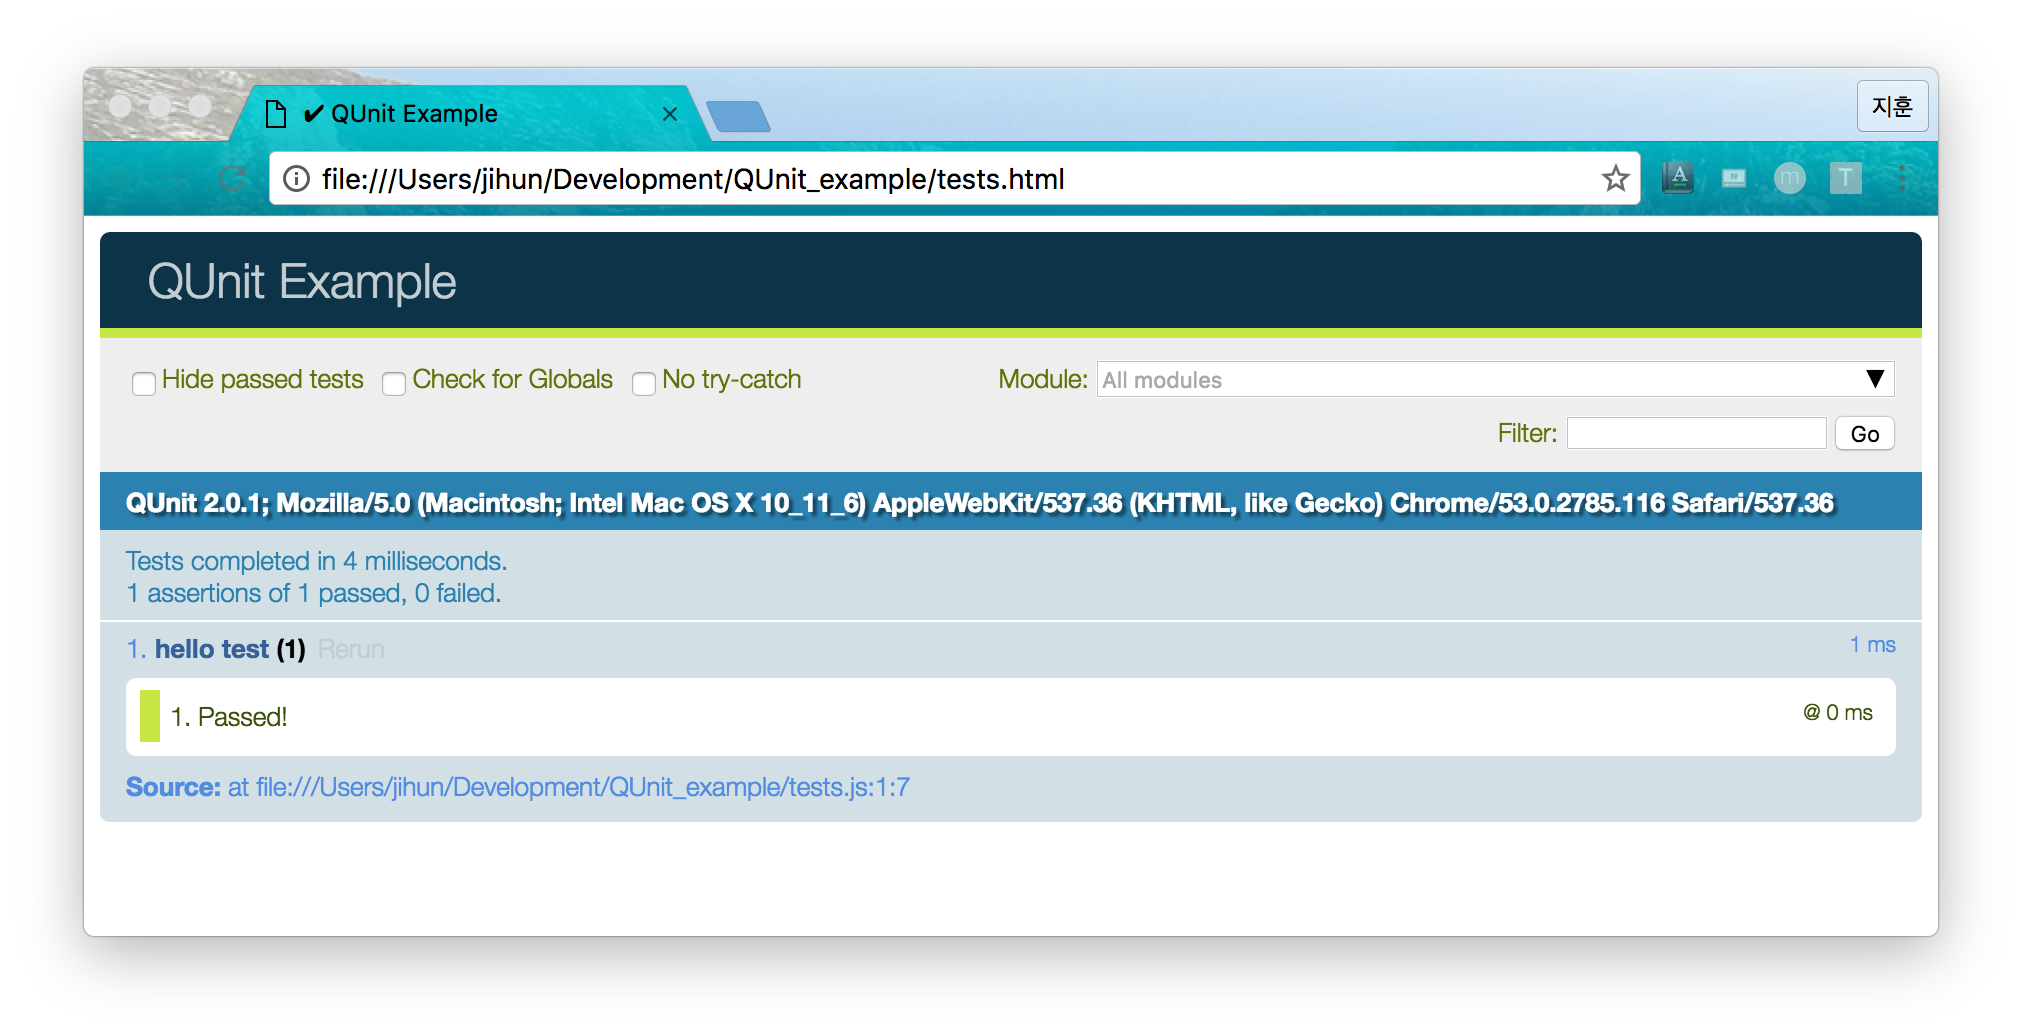 ✔ QUnit Example
지훈
file:///Users/jihun/Development/QUnit_example/tests.html
A
m
T
QUnit Example
Hide passed tests Check for Globals No try-catch Module: All modules
Filter: Go
QUnit 2.0.1; Mozilla/5.0 (Macintosh; Intel Mac OS X 10_11_6) AppleWebKit/537.36 (KHTML, like Gecko) Chrome/53.0.2785.116 Safari/537.36
Tests completed in 4 milliseconds.
1 assertions of 1 passed, 0 failed.
1. hello test (1) Rerun 1 ms
1. Passed! @ 0 ms
Source: at file:///Users/jihun/Development/QUnit_example/tests.js:1:7